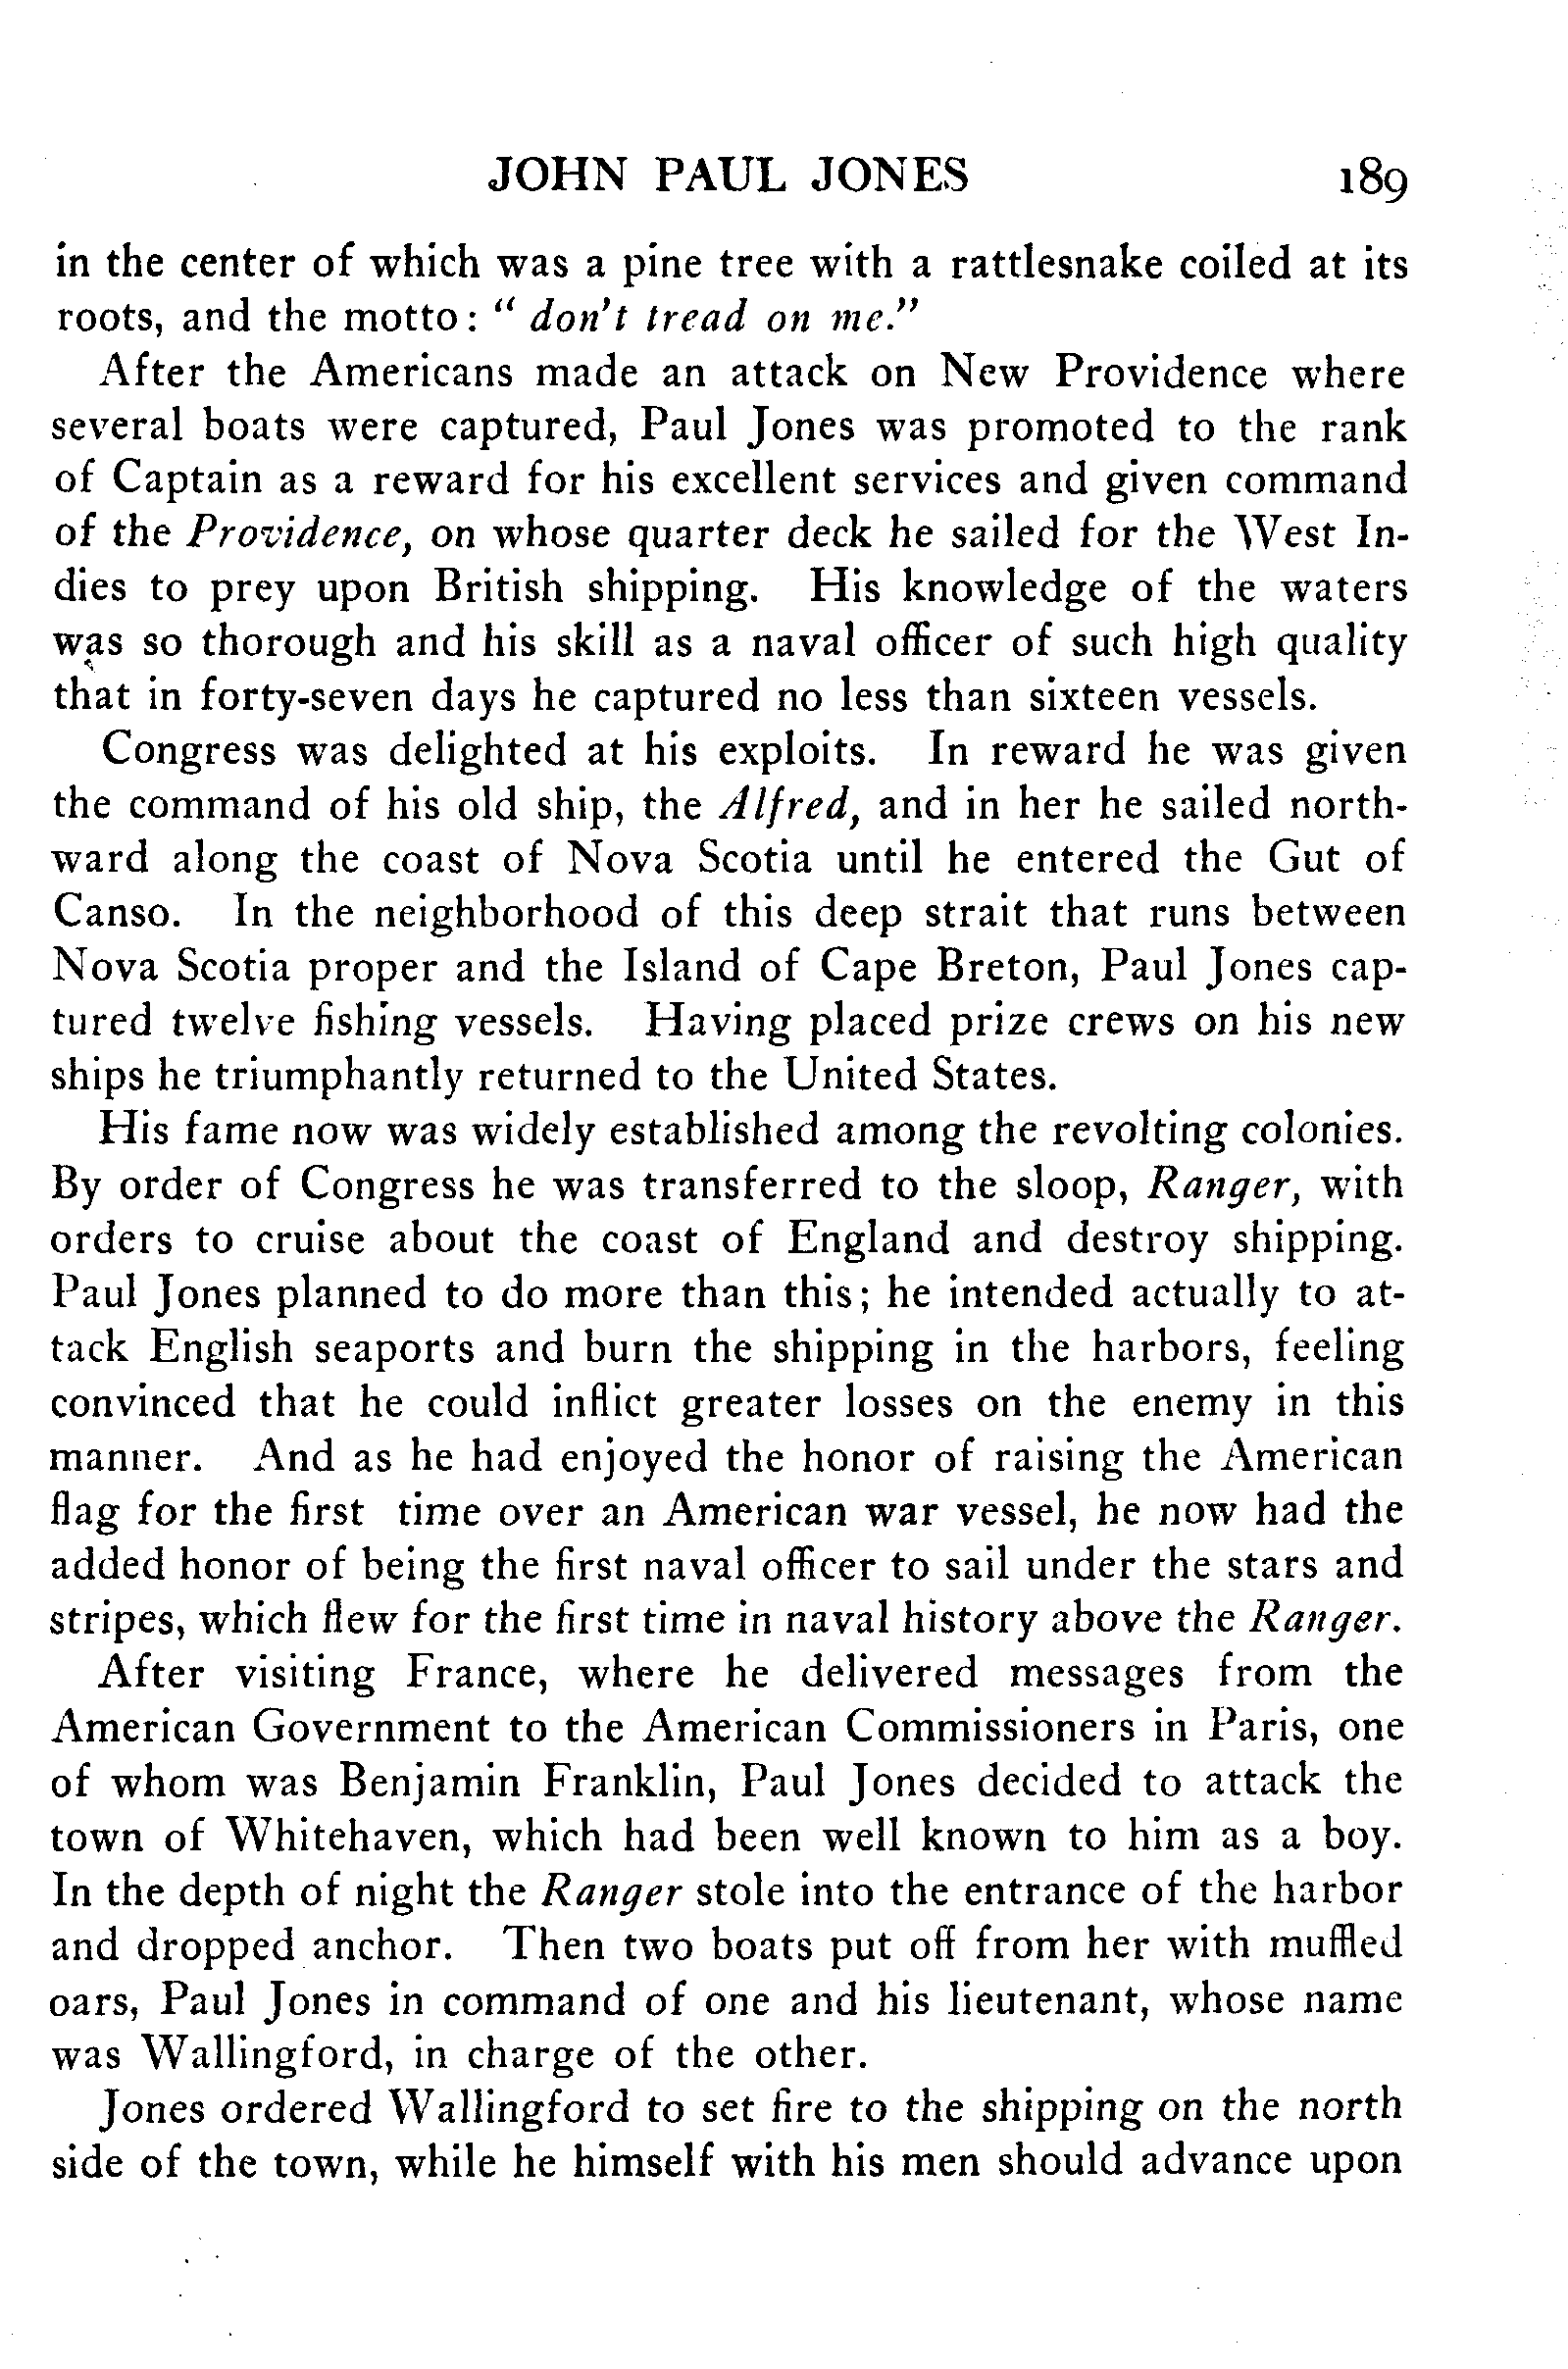 JOHN PAUL JONES 189
in the center of which was a pine tree with a rattlesnake coiled at its
roots, and the motto: “ don't tread on me.”
After the Americans made an attack on New Providence where
several boats were captured, Paul Jones was promoted to the rank
of Captain as a reward for his excellent services and given command
of the Providence, on whose quarter deck he sailed for the West In-
dies to prey upon British shipping. His knowledge of the waters
was so thorough and his skill as a naval officer of such high quality
that in forty-seven days he captured no less than sixteen vessels.
Congress was delighted at his exploits. In reward he was given
the command of his old ship, the Alfred, and in her he sailed north-
ward along the coast of Nova Scotia until he entered the Gut of
Canso. In the neighborhood of this deep strait that runs between
Nova Scotia proper and the Island of Cape Breton, Paul Jones cap-
tured twelve fishing vessels. Having placed prize crews on his new
ships he triumphantly returned to the United States.
His fame now was widely established among the revolting colonies.
By order of Congress he was transferred to the sloop, Ranger, with
orders to cruise about the coast of England and destroy shipping.
Paul Jones planned to do more than this; he intended actually to at-
tack English seaports and burn the shipping in the harbors, feeling
convinced that he could inflict greater losses on the enemy in this
manner. And as he had enjoyed the honor of raising the American
flag for the first time over an American war vessel, he now had the
added honor of being the first naval officer to sail under the stars and
stripes, which flew for the first time in naval history above the Ranger.
After visiting France, where he delivered messages from the
American Government to the American Commissioners in Paris, one
of whom was Benjamin Franklin, Paul Jones decided to attack the
town of Whitehaven, which had been well known to him as a boy.
In the depth of night the Ranger stole into the entrance of the harbor
and dropped anchor. Then two boats put off from her with muffled
oars, Paul Jones in command of one and his lieutenant, whose name
was Wallingford, in charge of the other.
Jones ordered Wallingford to set fire to the shipping on the north
side of the town, while he himself with his men should advance upon